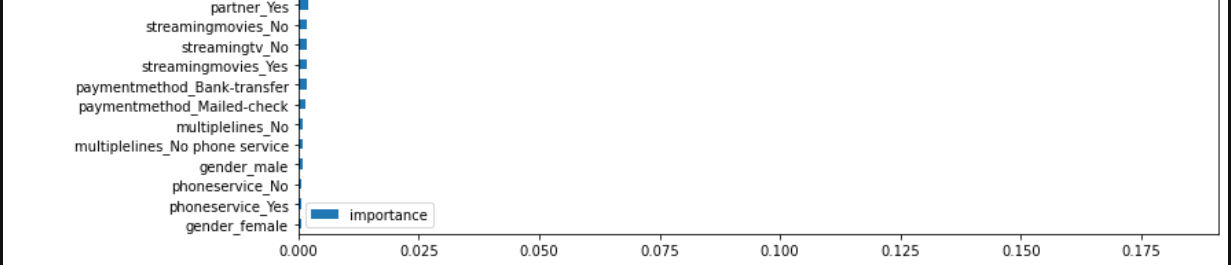 partner_Yes
streamingmovies_No
streamingtv_No
streamingmovies_Yes
paymentmethod_Bank-transfer
paymentmethod_Mailed-check
multiplelines_No
multiplelines_No phone service
gender_male
phoneservice_No
phoneservice_Yes
gender_female
importance
0.000 0.025 0.050 0.075 0.100 0.125 0.150 0.175